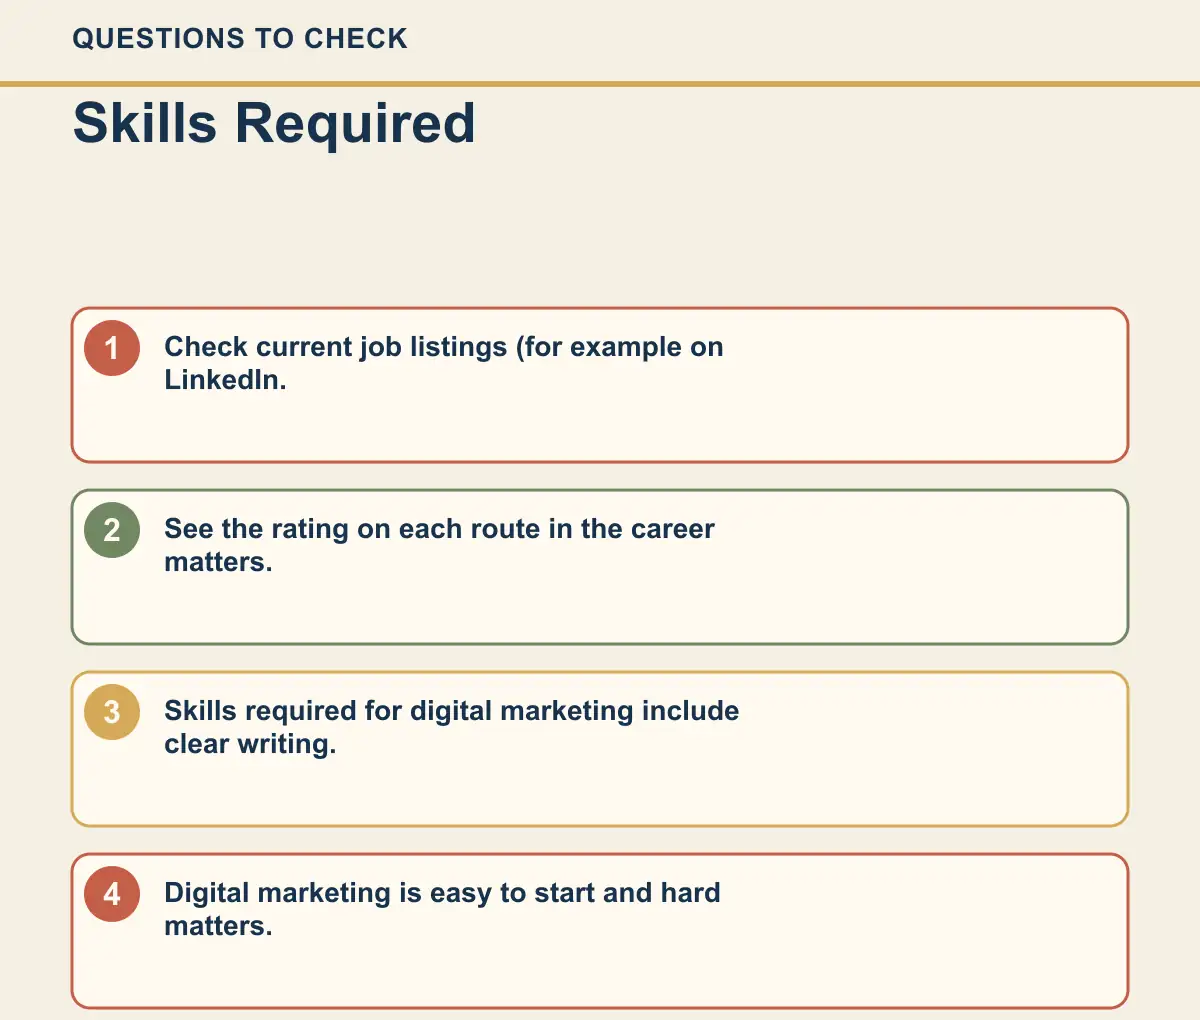 QUESTIONS TO CHECK
Skills Required
1
Check current job listings (for example on
LinkedIn.
2
See the rating on each route in the career
matters.
3
Skills required for digital marketing include
clear writing.
4
Digital marketing is easy to start and hard
matters.